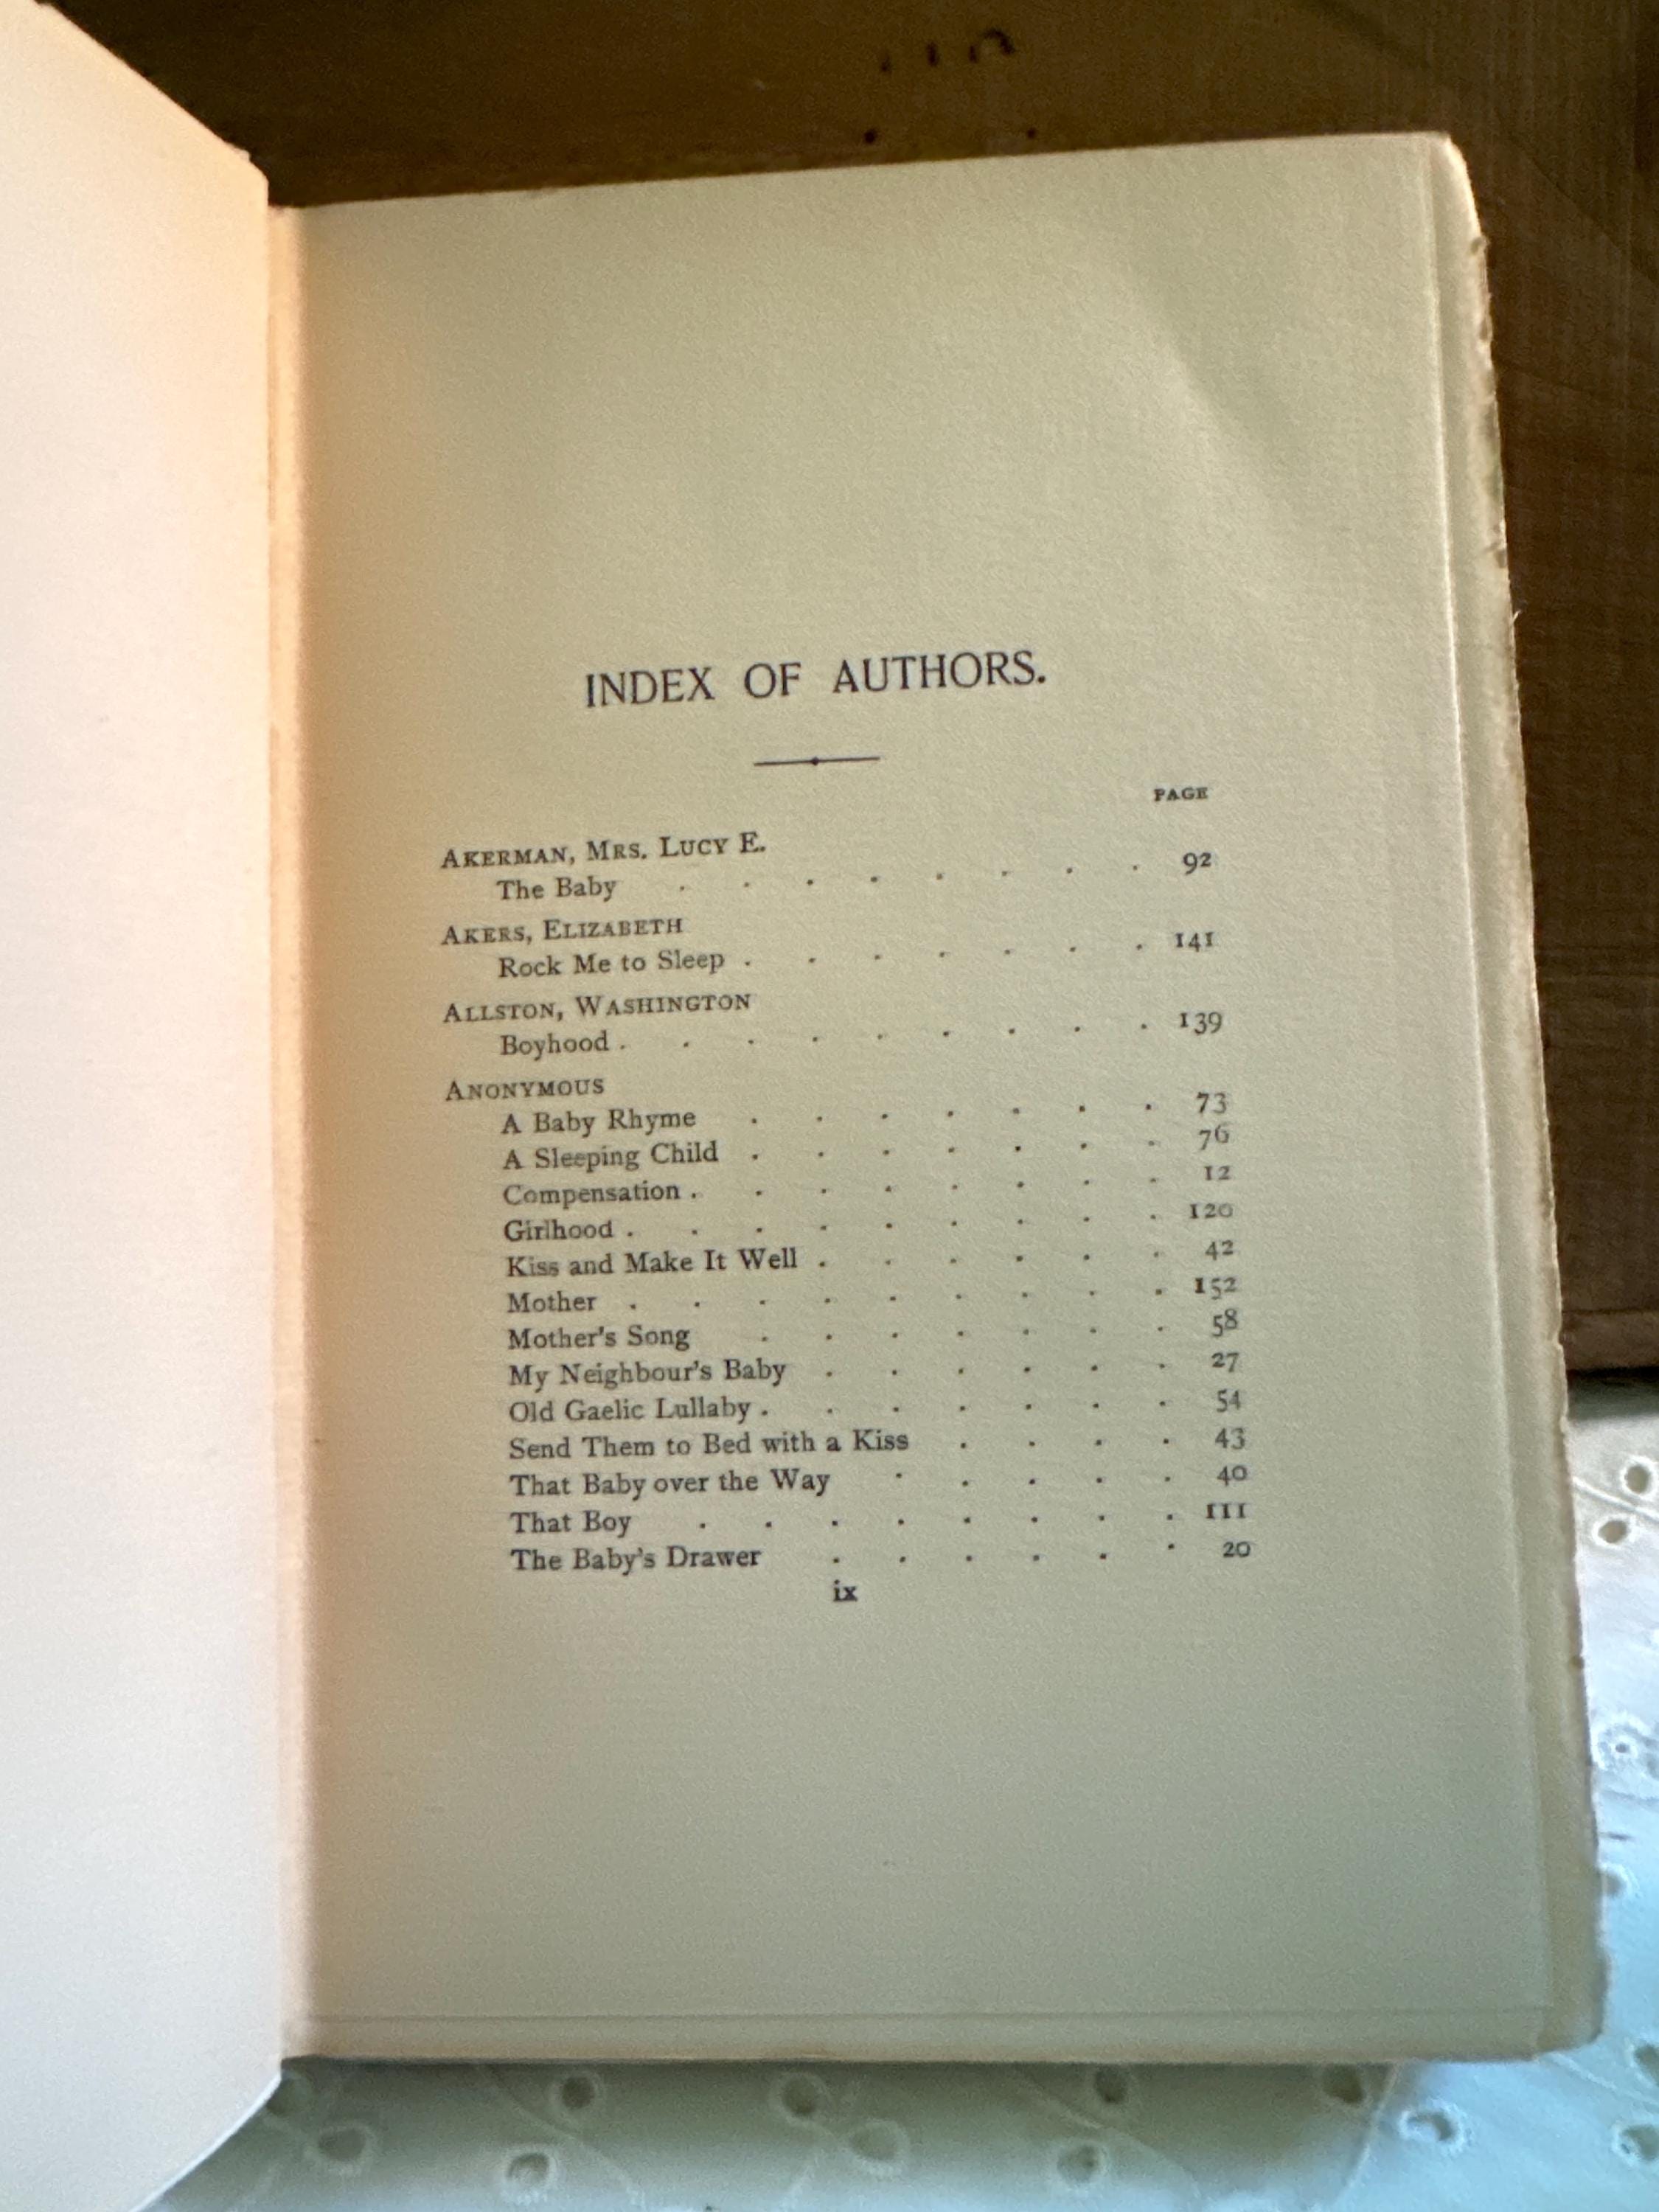 INDEX OF AUTHORS.
PAGE
AKERMAN, MRS. LUCY E.
The Baby . . . . . . . . 92
AKERS, ELIZABETH
Rock Me to Sleep . . . . . . . 141
ALLSTON, WASHINGTON
Boyhood . . . . . . . . . 139
ANONYMOUS
A Baby Rhyme . . . . . . . 73
A Sleeping Child . . . . . . . 76
Compensation . . . . . . . . 12
Girlhood . . . . . . . . . 120
Kiss and Make It Well . . . . . . 42
Mother . . . . . . . . . 152
Mother's Song . . . . . . . 58
My Neighbour's Baby . . . . . . 27
Old Gaelic Lullaby . . . . . . . 54
Send Them to Bed with a Kiss . . . . 43
That Baby over the Way . . . . . 40
That Boy . . . . . . . . 111
The Baby's Drawer . . . . . . 20
ix